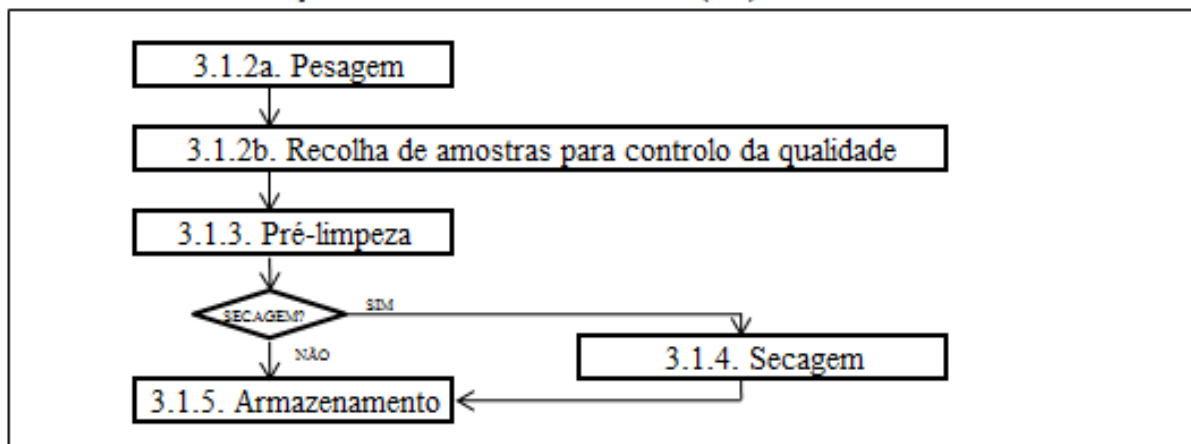 3.1.2a. Pesagem
3.1.2b. Recolha de amostras para controlo da qualidade
3.1.3. Pré-limpeza
SECAGEM?
SIM
NÃO
3.1.4. Secagem
3.1.5. Armazenamento